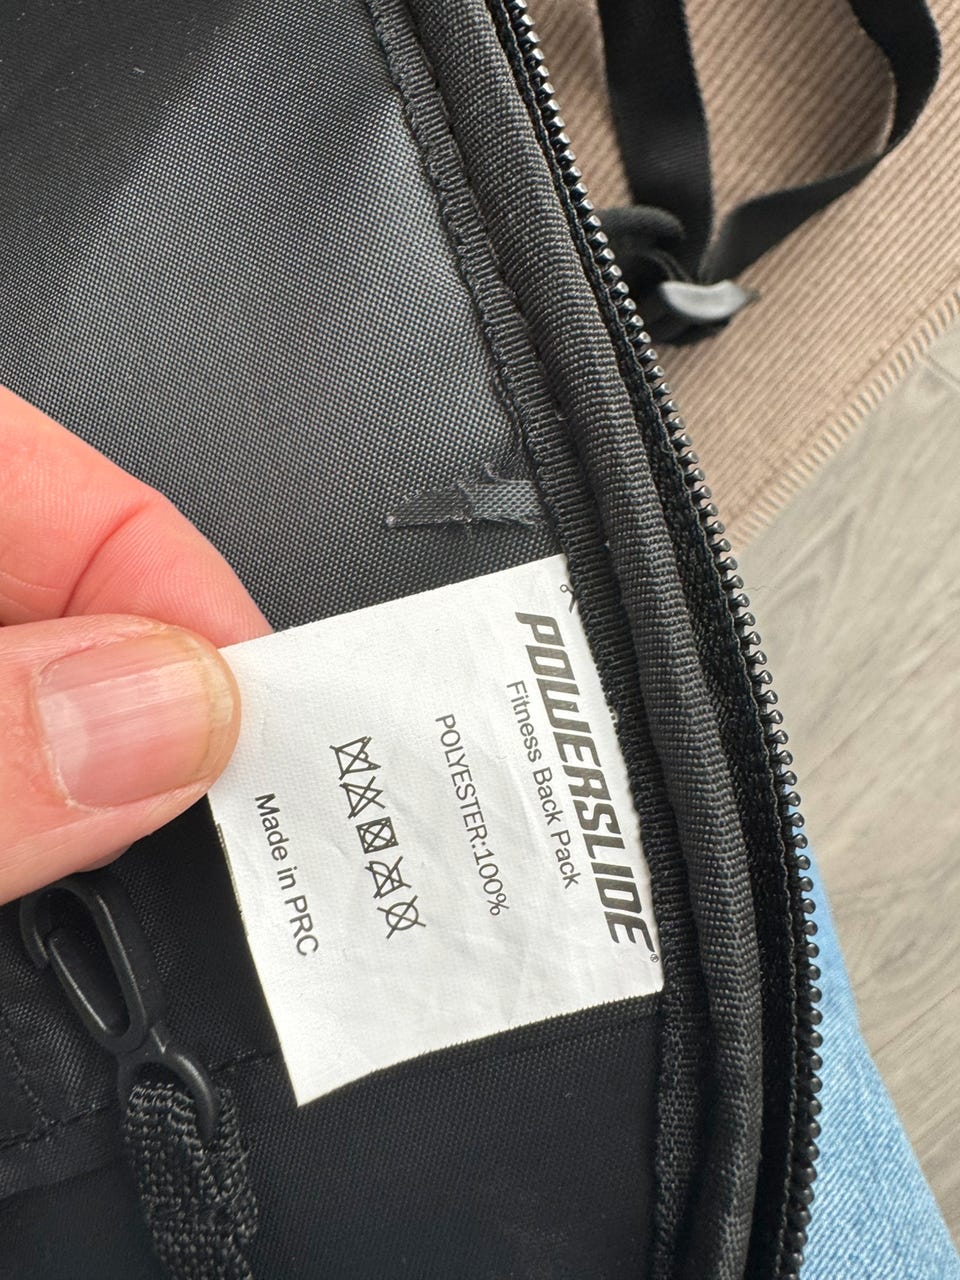 POWERSLIDE®
Fitness Back Pack
POLYESTER:100%
Made in PRC